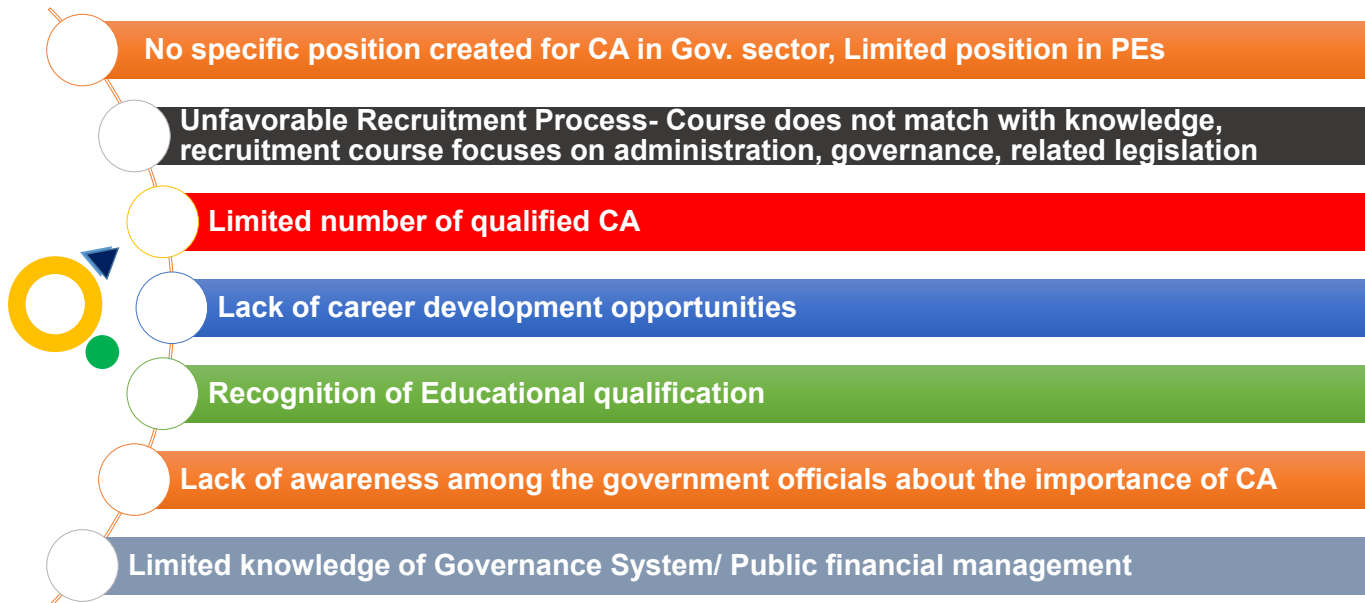 No specific position created for CA in Gov. sector, Limited position in PEs
Unfavorable Recruitment Process- Course does not match with knowledge,
recruitment course focuses on administration, governance, related legislation
Limited number of qualified CA
Lack of career development opportunities
Recognition of Educational qualification
Lack of awareness among the government officials about the importance of CA
Limited knowledge of Governance System/ Public financial management